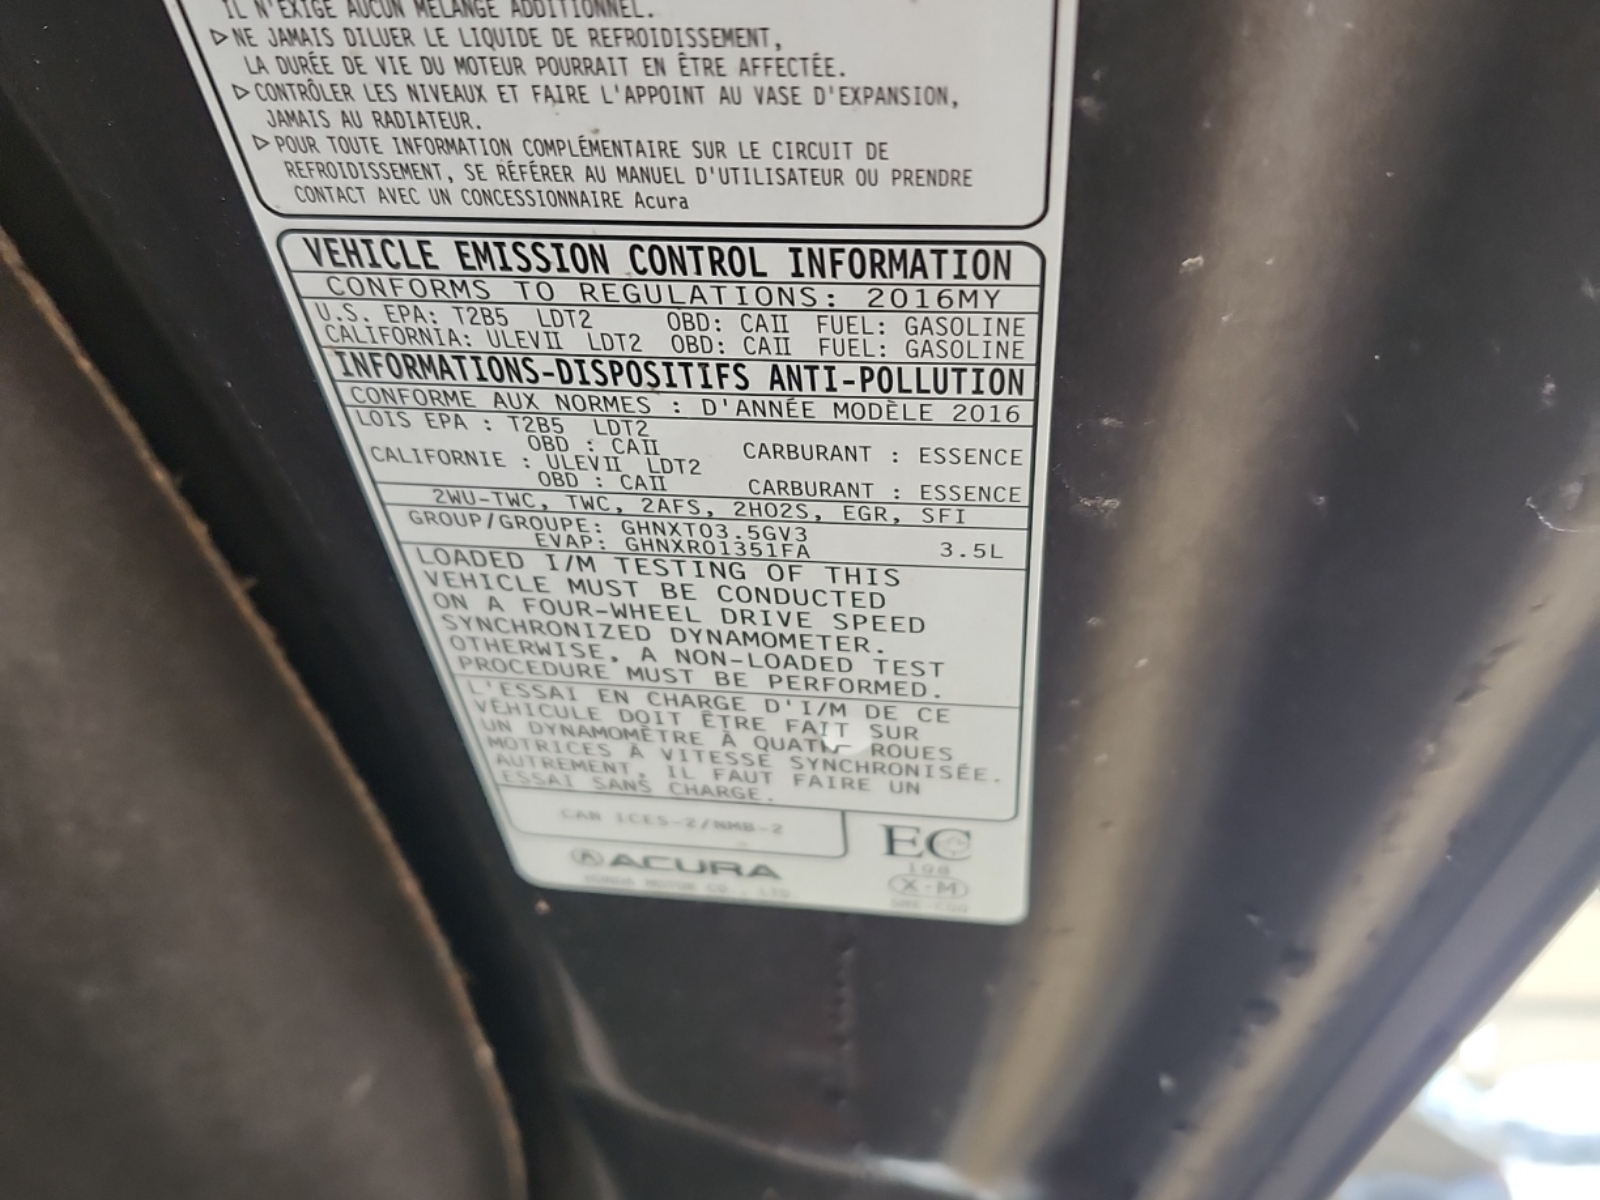 IL N'EXIGE AUCUN MÉLANGE ADDITIONNEL.
▷NE JAMAIS DILUER LE LIQUIDE DE REFROIDISSEMENT,
LA DURÉE DE VIE DU MOTEUR POURRAIT EN ÊTRE AFFECTÉE.
▷CONTRÔLER LES NIVEAUX ET FAIRE L'APPOINT AU VASE D'EXPANSION,
JAMAIS AU RADIATEUR.
▷POUR TOUTE INFORMATION COMPLÉMENTAIRE SUR LE CIRCUIT DE
REFROIDISSEMENT, SE RÉFÉRER AU MANUEL D'UTILISATEUR OU PRENDRE
CONTACT AVEC UN CONCESSIONNAIRE Acura
VEHICLE EMISSION CONTROL INFORMATION
CONFORMS TO REGULATIONS: 2016MY
U.S. EPA: T2B5 LDT2 OBD: CAII FUEL: GASOLINE
CALIFORNIA: ULEVII LDT2 OBD: CAII FUEL: GASOLINE
INFORMATIONS-DISPOSITIFS ANTI-POLLUTION
CONFORME AUX NORMES : D'ANNÉE MODÈLE 2016
LOIS EPA : T2B5 LDT2
OBD : CAII CARBURANT : ESSENCE
CALIFORNIE : ULEVII LDT2
OBD : CAII CARBURANT : ESSENCE
2WU-TWC, TWC, 2AFS, 2HO2S, EGR, SFI
GROUP/GROUPE: GHNXT03.5GV3
EVAP: GHNXR01351FA 3.5L
LOADED I/M TESTING OF THIS
VEHICLE MUST BE CONDUCTED
ON A FOUR-WHEEL DRIVE SPEED
SYNCHRONIZED DYNAMOMETER.
OTHERWISE, A NON-LOADED TEST
PROCEDURE MUST BE PERFORMED.
L'ESSAI EN CHARGE D'I/M DE CE
VÉHICULE DOIT ÊTRE FAIT SUR
UN DYNAMOMÈTRE À QUATRE ROUES
MOTRICES À VITESSE SYNCHRONISÉE.
AUTREMENT, IL FAUT FAIRE UN
ESSAI SANS CHARGE.
CAN ICES-2/NMB-2
EC
198
X-M
ACURA
HONDA MOTOR CO., LTD